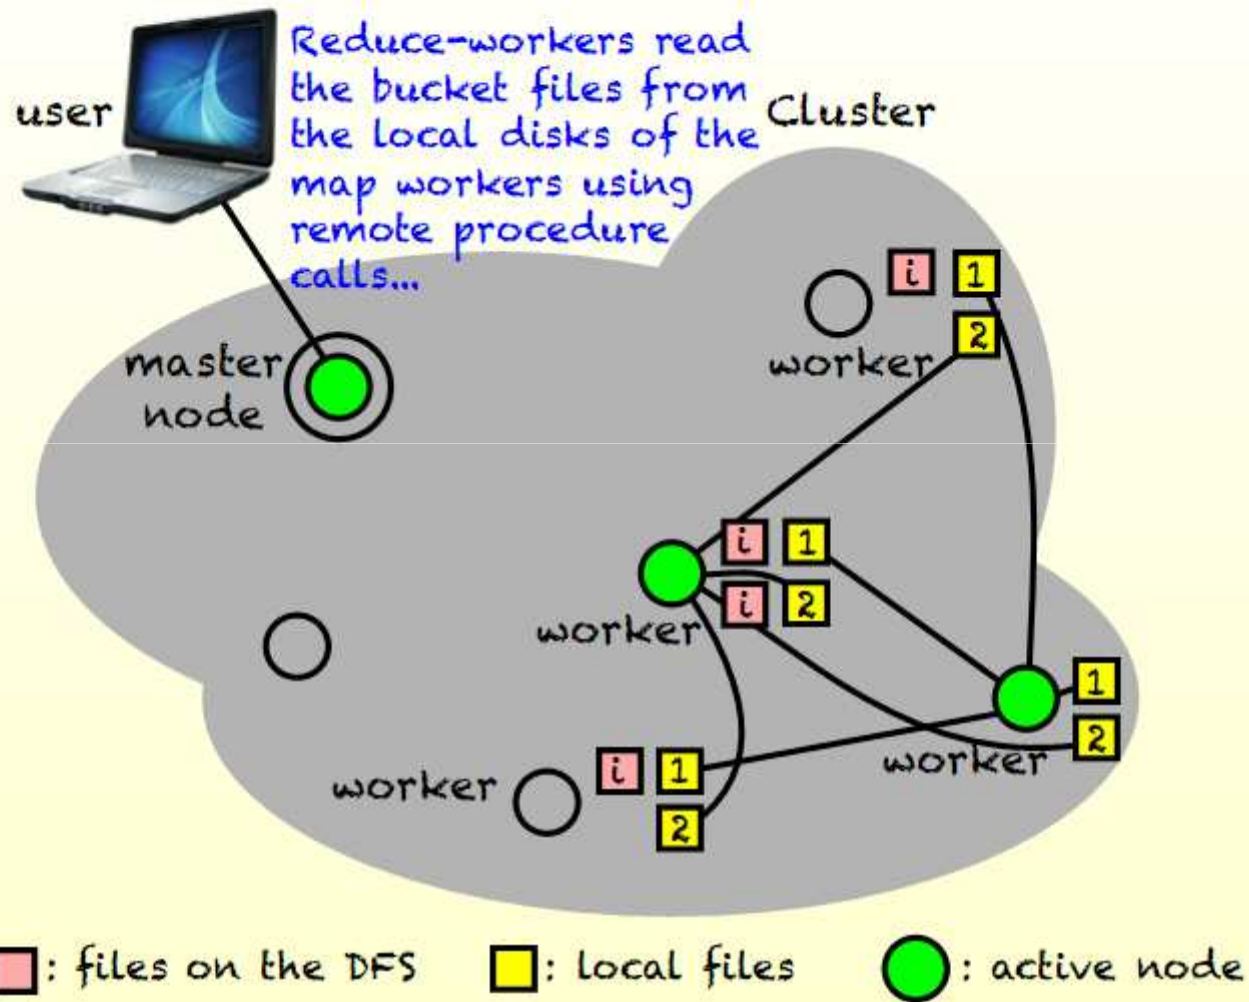 Reduce-workers read
the bucket files from
the local disks of the
map workers using
remote procedure
calls...
user
Cluster
i 1
2
worker
master
node
i 1
i 2
worker
1
2
worker
i 1
2
worker
: files on the DFS
: local files
: active node